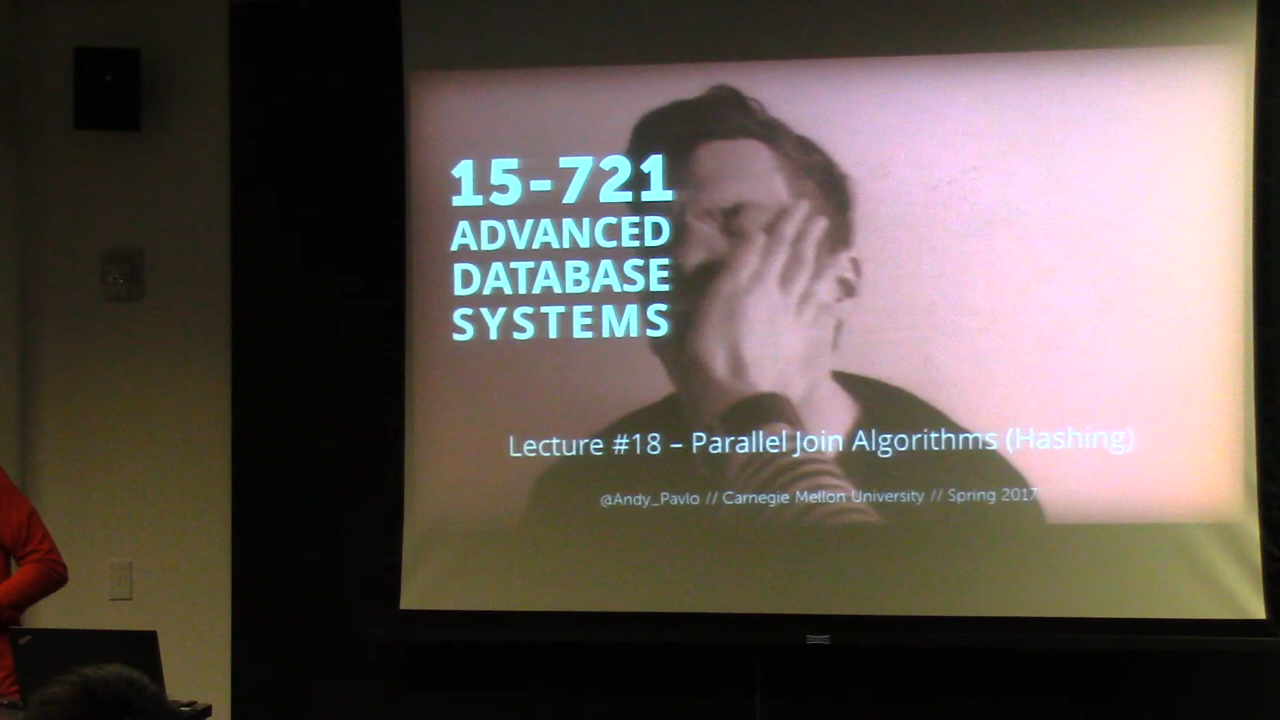 15-721
ADVANCED
DATABASE
SYSTEMS
Lecture #18 – Parallel Join Algorithms (Hashing)
@Andy_Pavlo // Carnegie Mellon University // Spring 2017